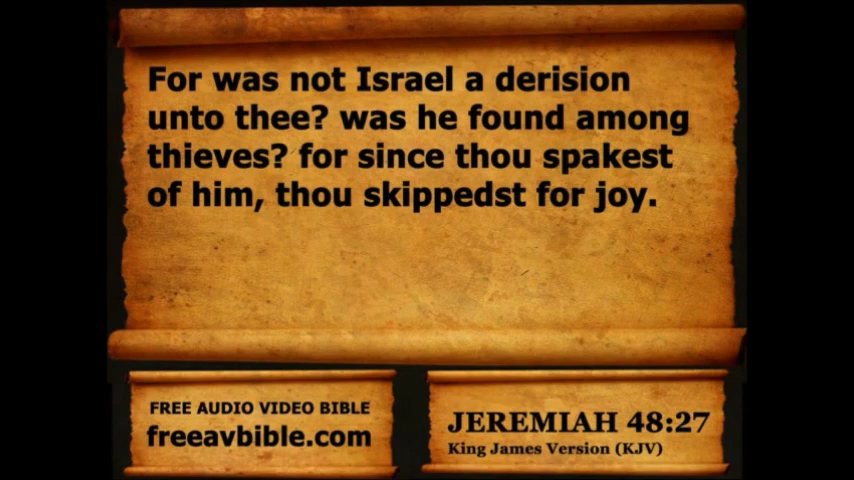 For was not Israel a derision
unto thee? was he found among
thieves? for since thou spakest
of him, thou skippedst for joy.
FREE AUDIO VIDEO BIBLE
freeavbible.com
JEREMIAH 48:27
King James Version (KJV)